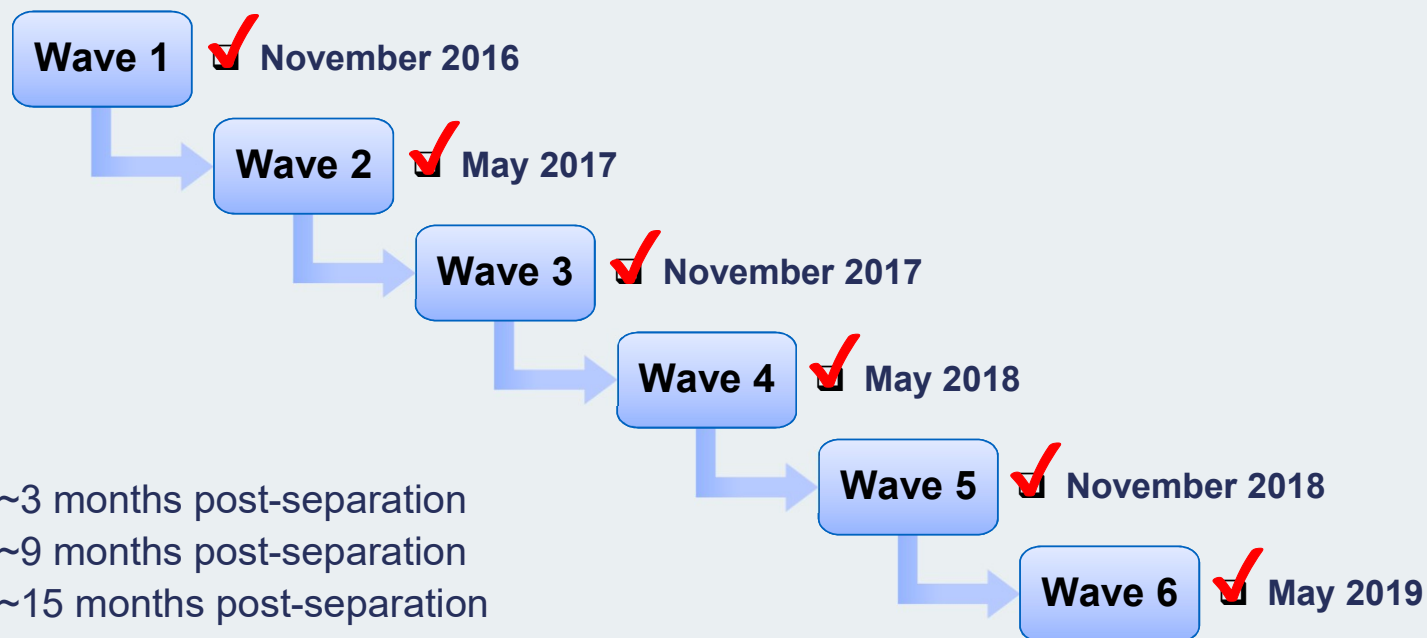 Wave 1 November 2016
Wave 2 May 2017
Wave 3 November 2017
Wave 4 May 2018
Wave 5 November 2018
Wave 6 May 2019
~3 months post-separation
~9 months post-separation
~15 months post-separation